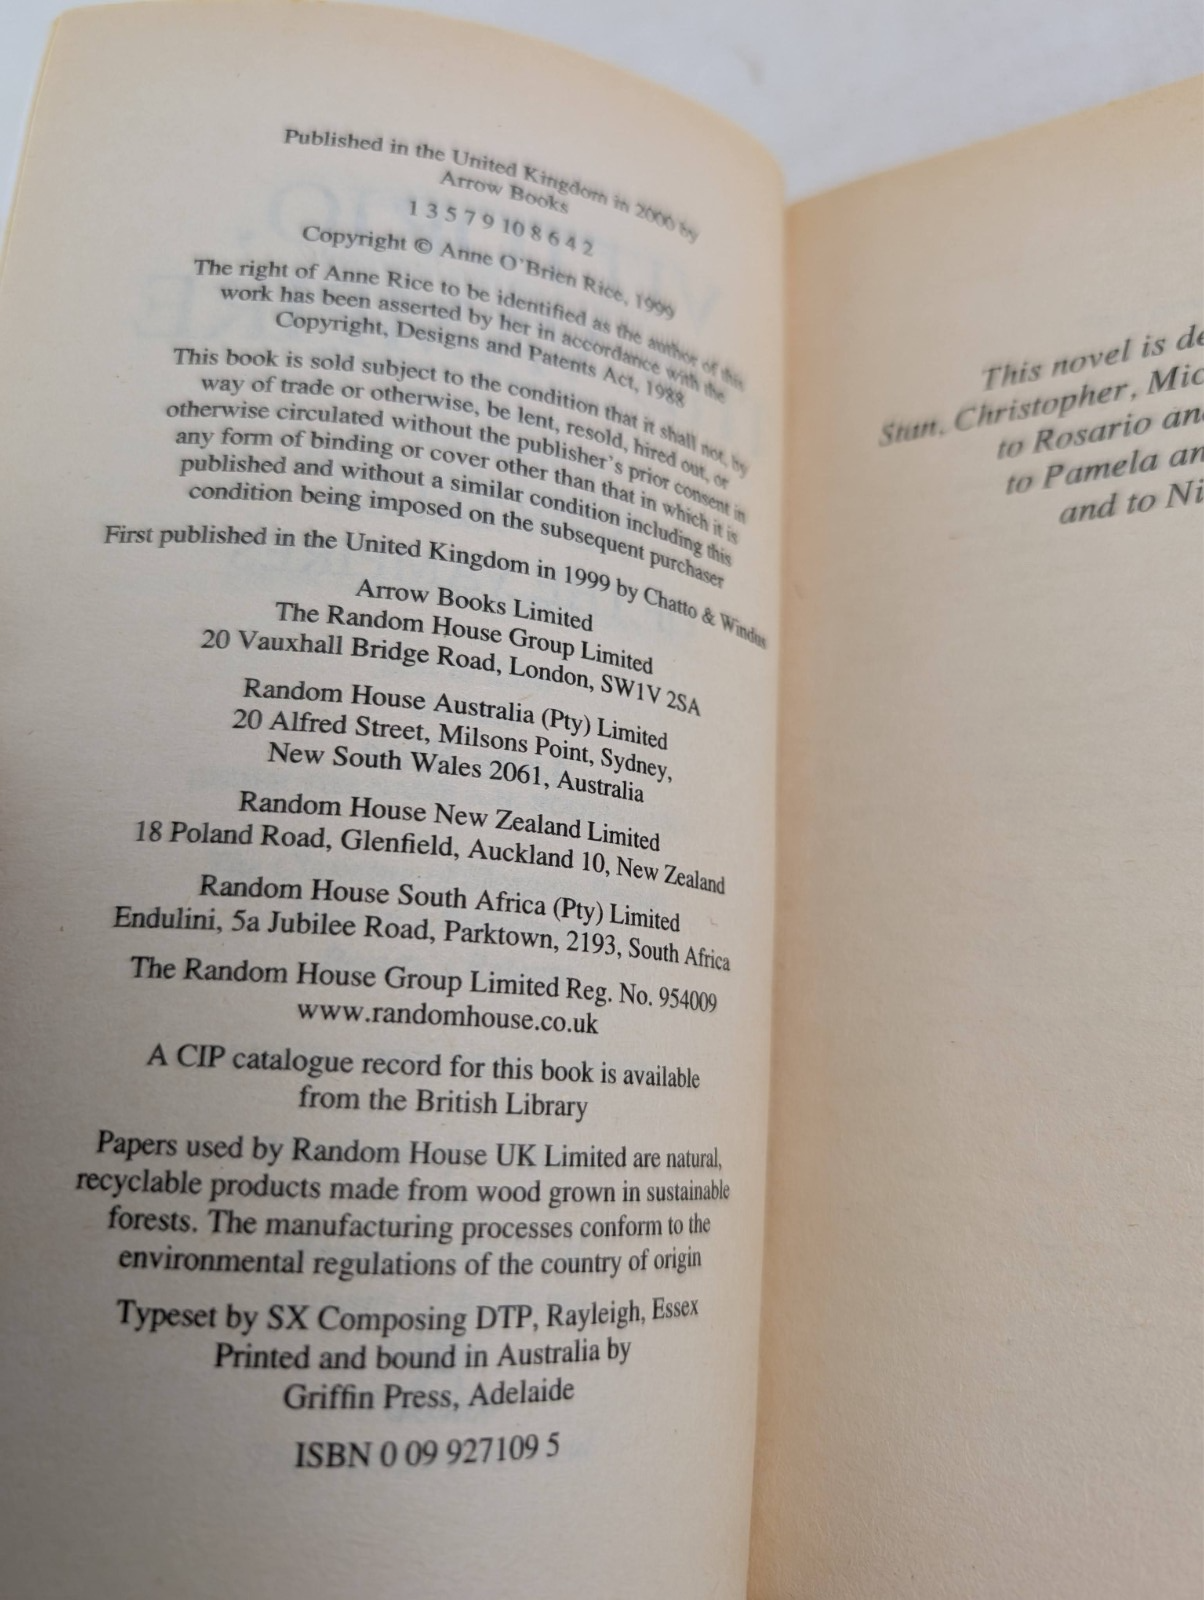 Published in the United Kingdom in 2000 by
Arrow Books
1 3 5 7 9 10 8 6 4 2
Copyright © Anne O'Brien Rice, 1999
The right of Anne Rice to be identified as the author of this
work has been asserted by her in accordance with the
Copyright, Designs and Patents Act, 1988
This book is sold subject to the condition that it shall not, by
way of trade or otherwise, be lent, resold, hired out, or
otherwise circulated without the publisher's prior consent in
any form of binding or cover other than that in which it is
published and without a similar condition including this
condition being imposed on the subsequent purchaser
First published in the United Kingdom in 1999 by Chatto & Windus
Arrow Books Limited
The Random House Group Limited
20 Vauxhall Bridge Road, London, SW1V 2SA
Random House Australia (Pty) Limited
20 Alfred Street, Milsons Point, Sydney,
New South Wales 2061, Australia
Random House New Zealand Limited
18 Poland Road, Glenfield, Auckland 10, New Zealand
Random House South Africa (Pty) Limited
Endulini, 5a Jubilee Road, Parktown, 2193, South Africa
The Random House Group Limited Reg. No. 954009
www.randomhouse.co.uk
A CIP catalogue record for this book is available
from the British Library
Papers used by Random House UK Limited are natural,
recyclable products made from wood grown in sustainable
forests. The manufacturing processes conform to the
environmental regulations of the country of origin
Typeset by SX Composing DTP, Rayleigh, Essex
Printed and bound in Australia by
Griffin Press, Adelaide
ISBN 0 09 927109 5
This novel is de
Stan, Christopher, Mic
to Rosario and
to Pamela an
and to Ni